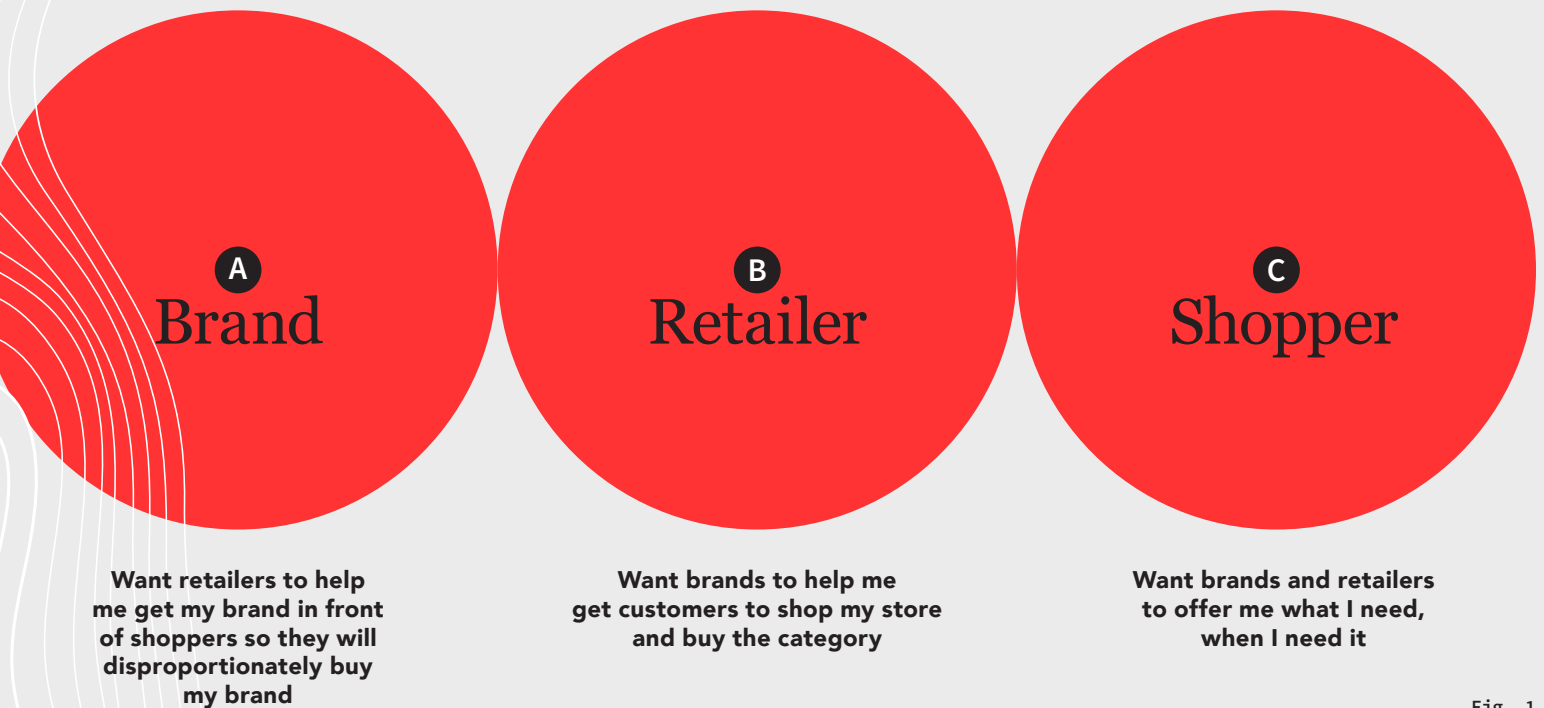 A
Brand
B
Retailer
C
Shopper
Want retailers to help
me get my brand in front
of shoppers so they will
disproportionately buy
my brand
Want brands to help me
get customers to shop my store
and buy the category
Want brands and retailers
to offer me what I need,
when I need it
Fig. 1